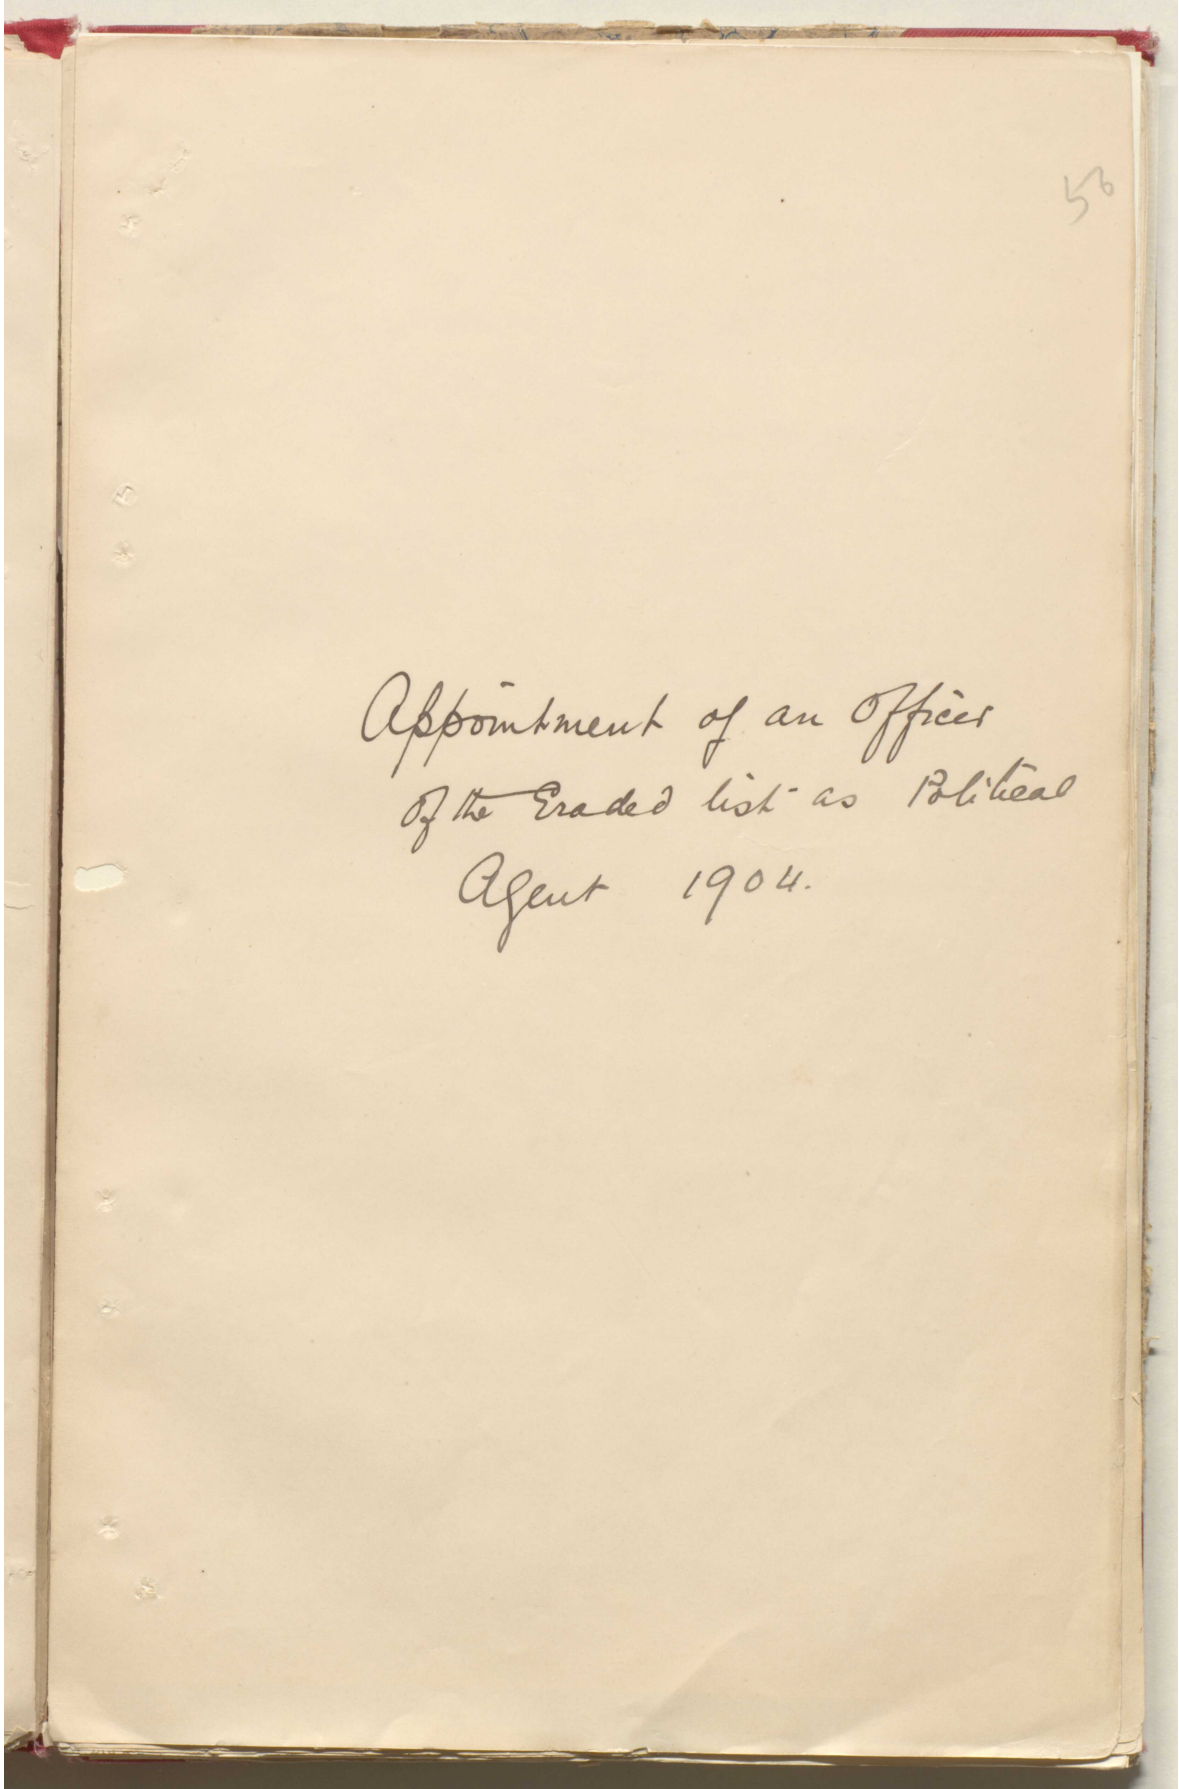 56
Appointment of an Officer
of the Graded list as Political
Agent 1904.